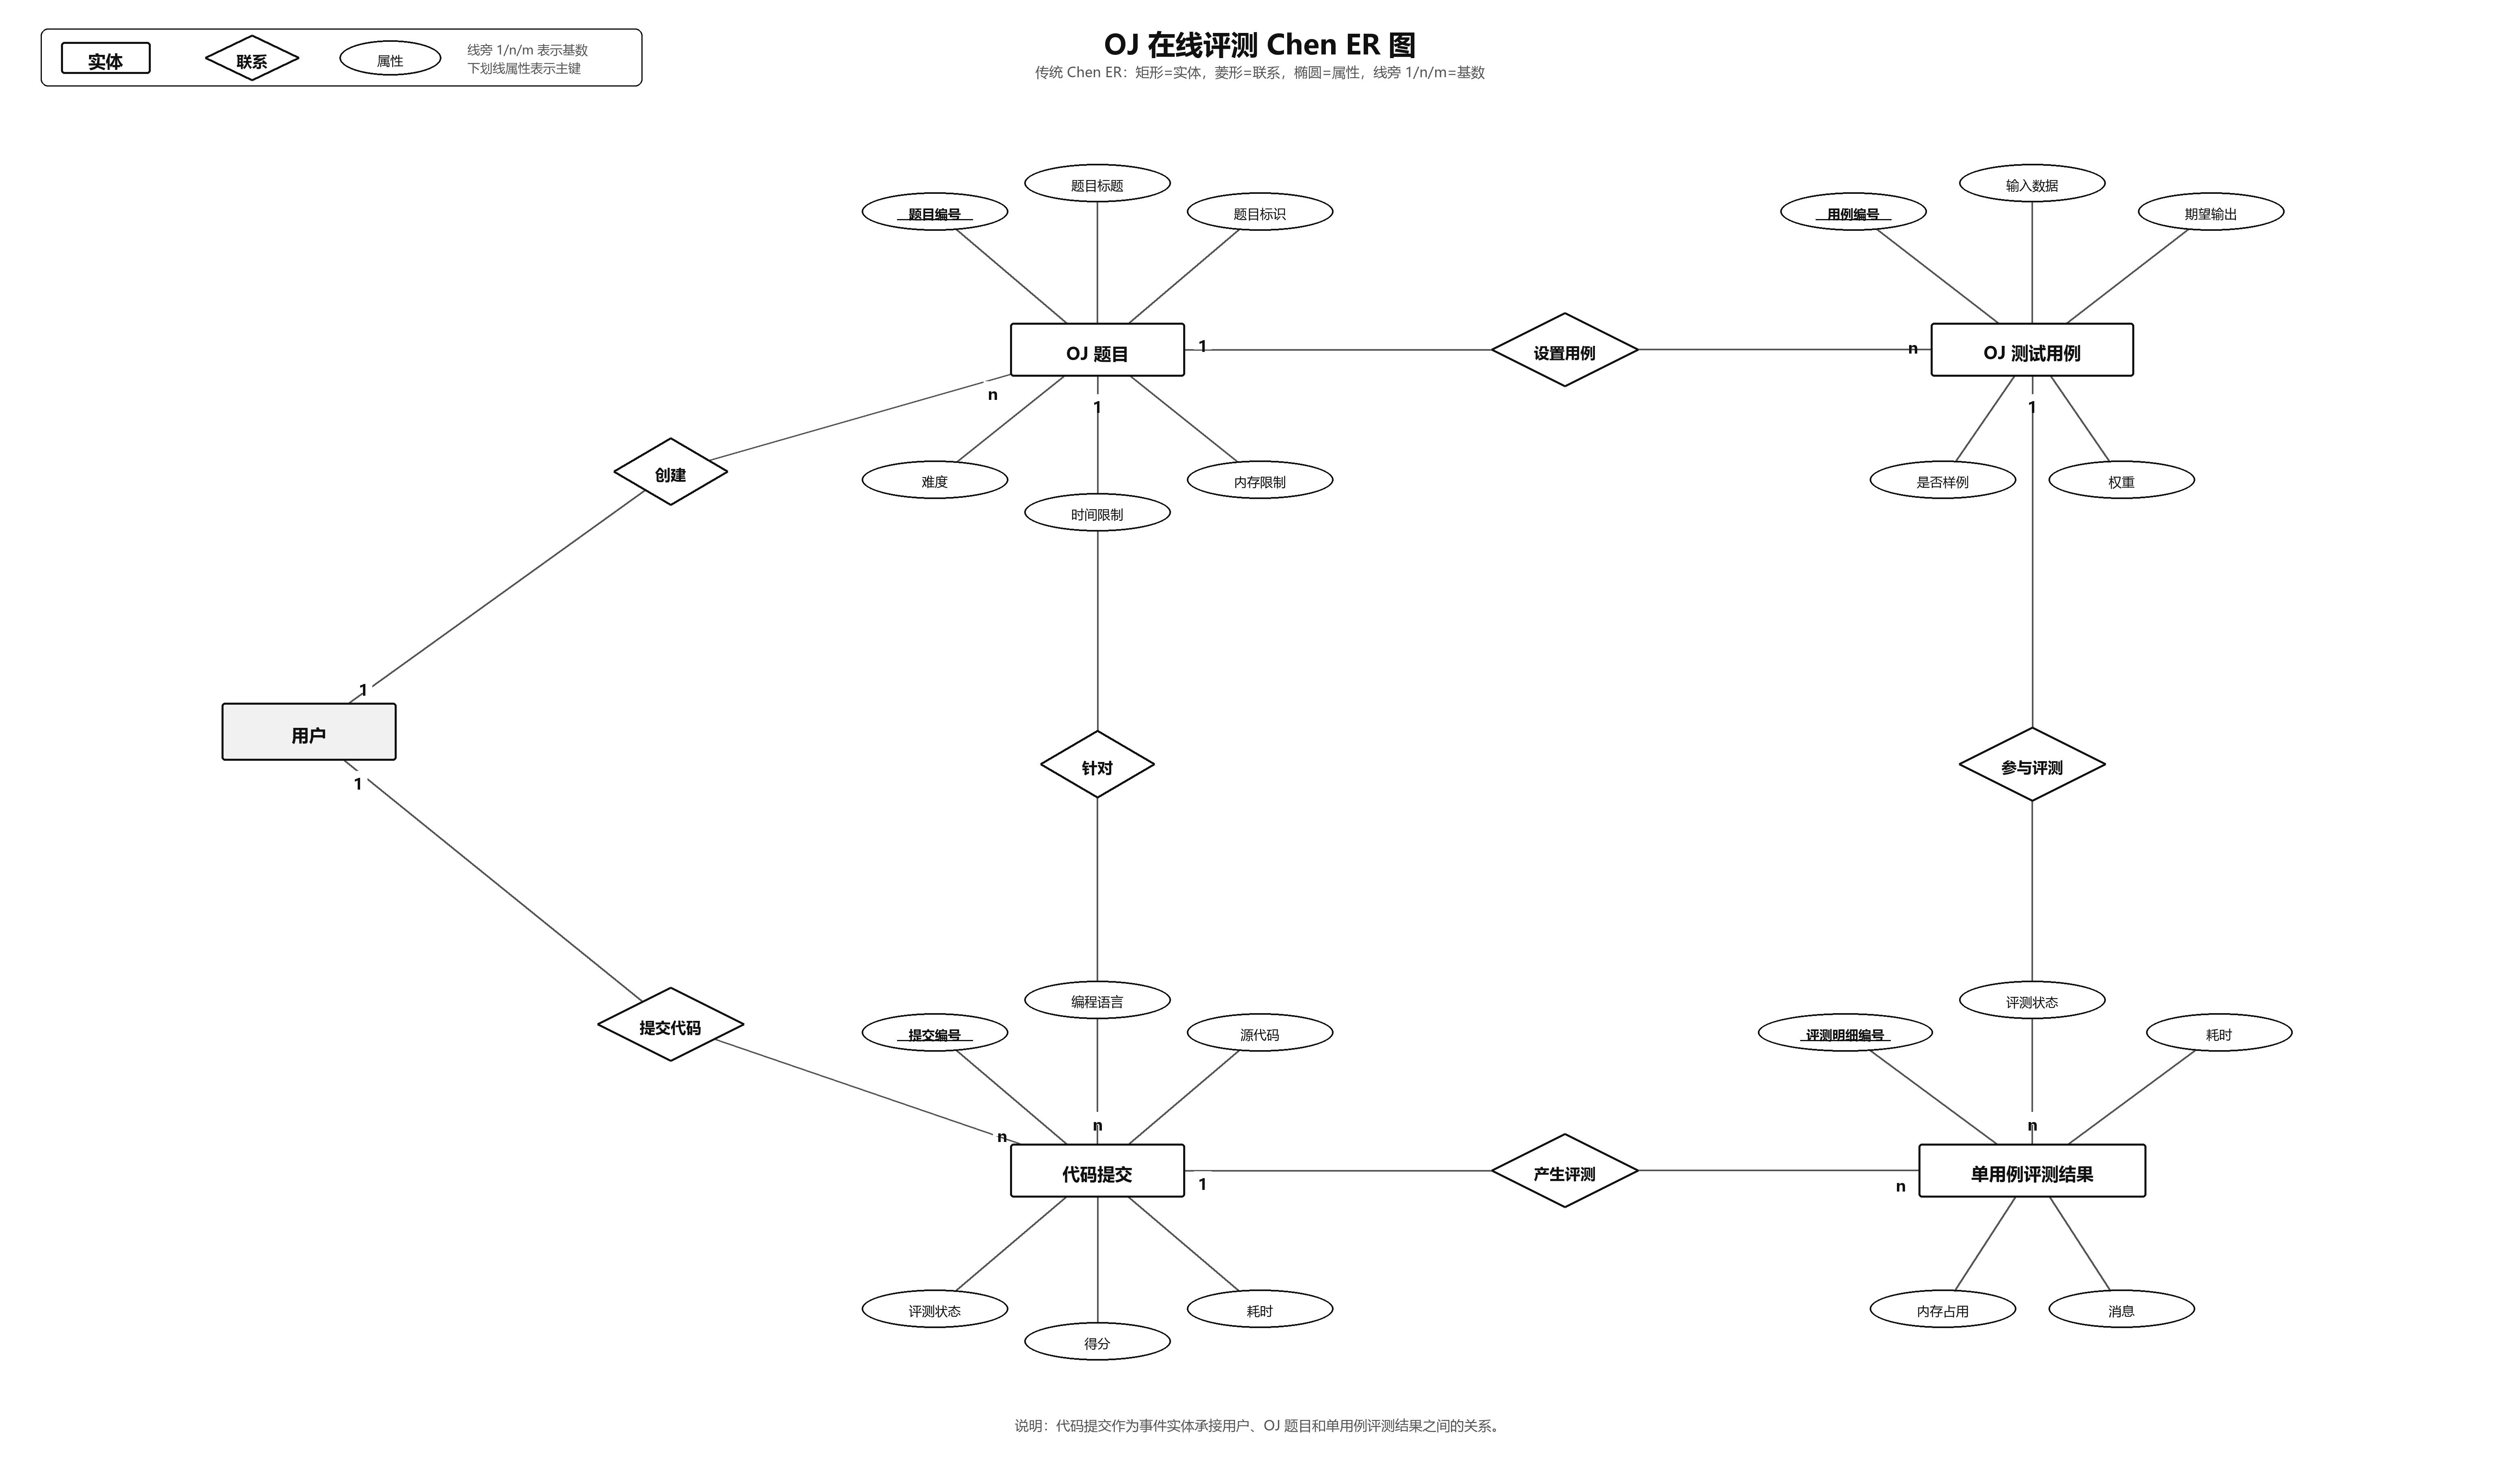 OJ 在线评测 Chen ER 图
传统 Chen ER：矩形=实体，菱形=联系，椭圆=属性，线旁 1/n/m=基数
实体
联系
属性
线旁 1/n/m 表示基数
下划线属性表示主键
题目编号
题目标题
题目标识
用例编号
输入数据
期望输出
OJ 题目
1
设置用例
n
OJ 测试用例
n
1
1
创建
难度
时间限制
内存限制
是否样例
权重
1
用户
1
针对
参与评测
提交代码
提交编号
编程语言
源代码
评测明细编号
评测状态
耗时
n
n
n
代码提交
1
产生评测
n
单用例评测结果
评测状态
得分
耗时
内存占用
消息
说明：代码提交作为事件实体承接用户、OJ 题目和单用例评测结果之间的关系。